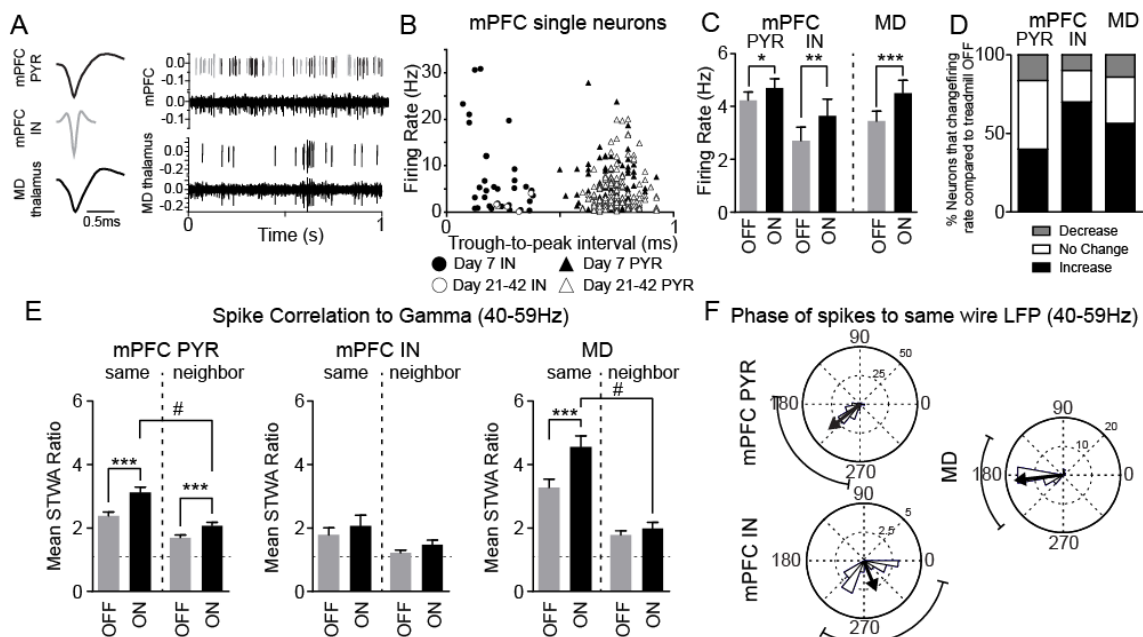 A
mPFC PYR
mPFC IN
MD thalamus
0.5ms
mPFC
0.0
-0.1
0.0
-0.1
MD thalamus
0.0
-0.2
0.0
-0.2
0
1
Time (s)
B
mPFC single neurons
Firing Rate (Hz)
30
20
10
0
0
1
Trough-to-peak interval (ms)
Day 7 IN
Day 7 PYR
Day 21-42 IN
Day 21-42 PYR
C
mPFC
MD
PYR
IN
*
**
***
Firing Rate (Hz)
6
4
2
0
OFF
ON
OFF
ON
OFF
ON
D
mPFC
MD
PYR
IN
% Neurons that changefiring
rate compared to treadmill OFF
100
50
0
Decrease
No Change
Increase
E
Spike Correlation to Gamma (40-59Hz)
mPFC PYR
same
neighbor
#
***
***
Mean STWA Ratio
6
4
2
0
OFF
ON
OFF
ON
mPFC IN
same
neighbor
Mean STWA Ratio
6
4
2
0
OFF
ON
OFF
ON
MD
same
neighbor
#
***
Mean STWA Ratio
6
4
2
0
OFF
ON
OFF
ON
F
Phase of spikes to same wire LFP (40-59Hz)
mPFC PYR
90
50
25
180
0
270
mPFC IN
90
5
2.5
180
0
270
MD
90
20
10
180
0
270